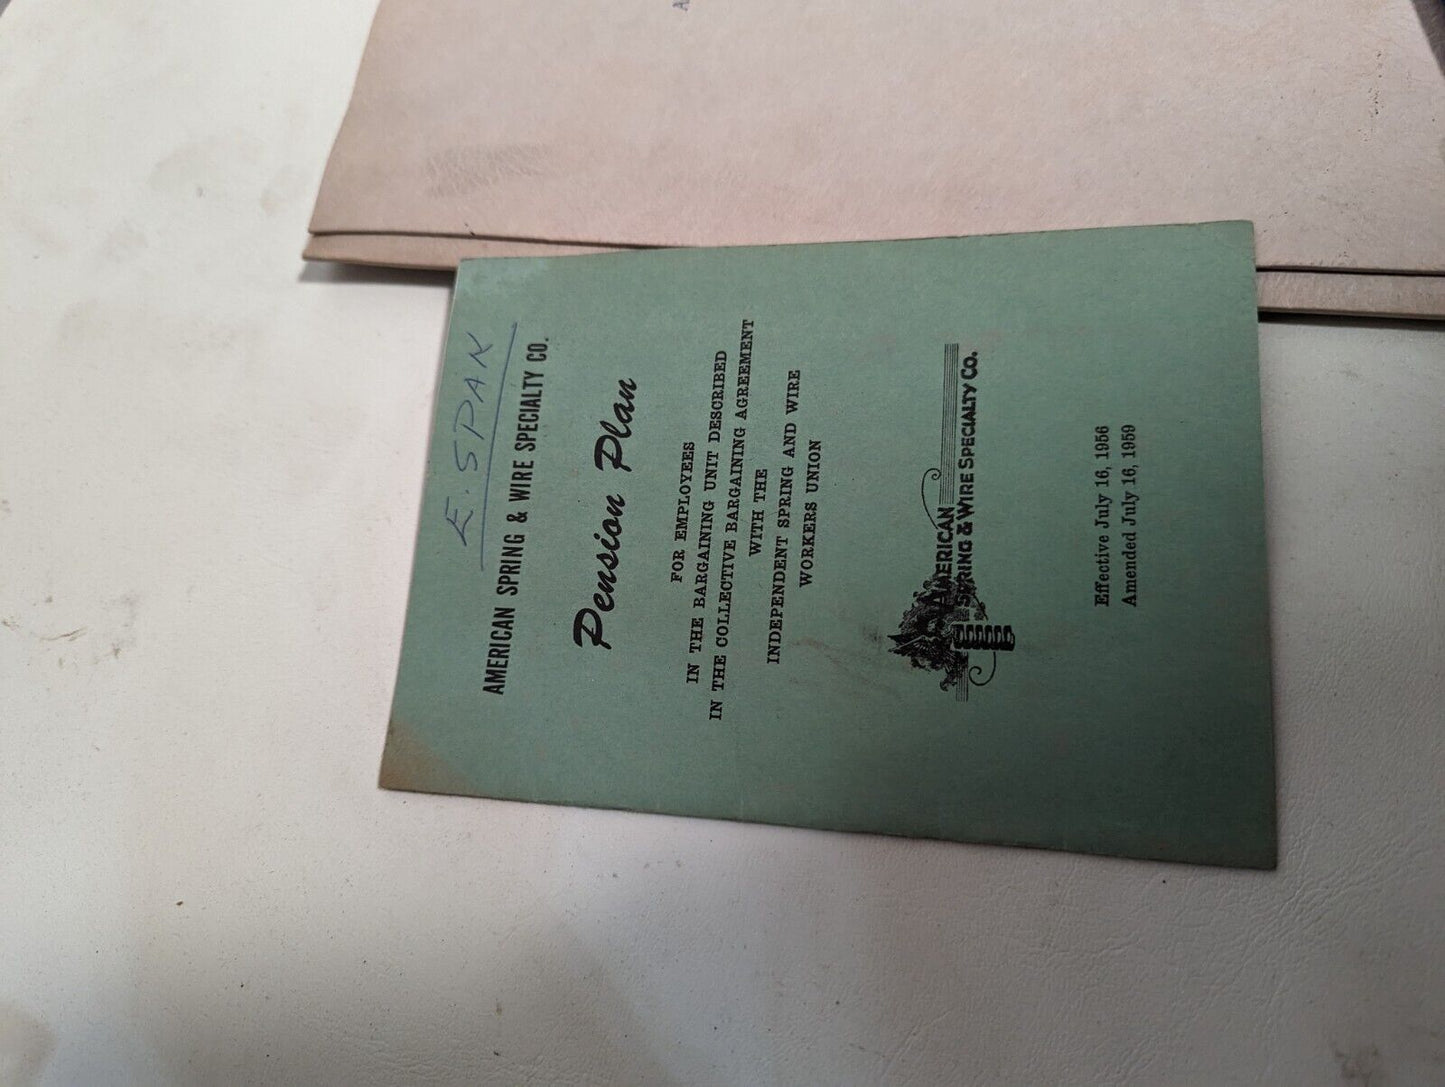 E. SPAN
AMERICAN SPRING & WIRE SPECIALTY CO.
Pension Plan
FOR EMPLOYEES
IN THE BARGAINING UNIT DESCRIBED
IN THE COLLECTIVE BARGAINING AGREEMENT
WITH THE
INDEPENDENT SPRING AND WIRE
WORKERS UNION
AMERICAN
SPRING & WIRE SPECIALTY CO.
Effective July 16, 1956
Amended July 16, 1959